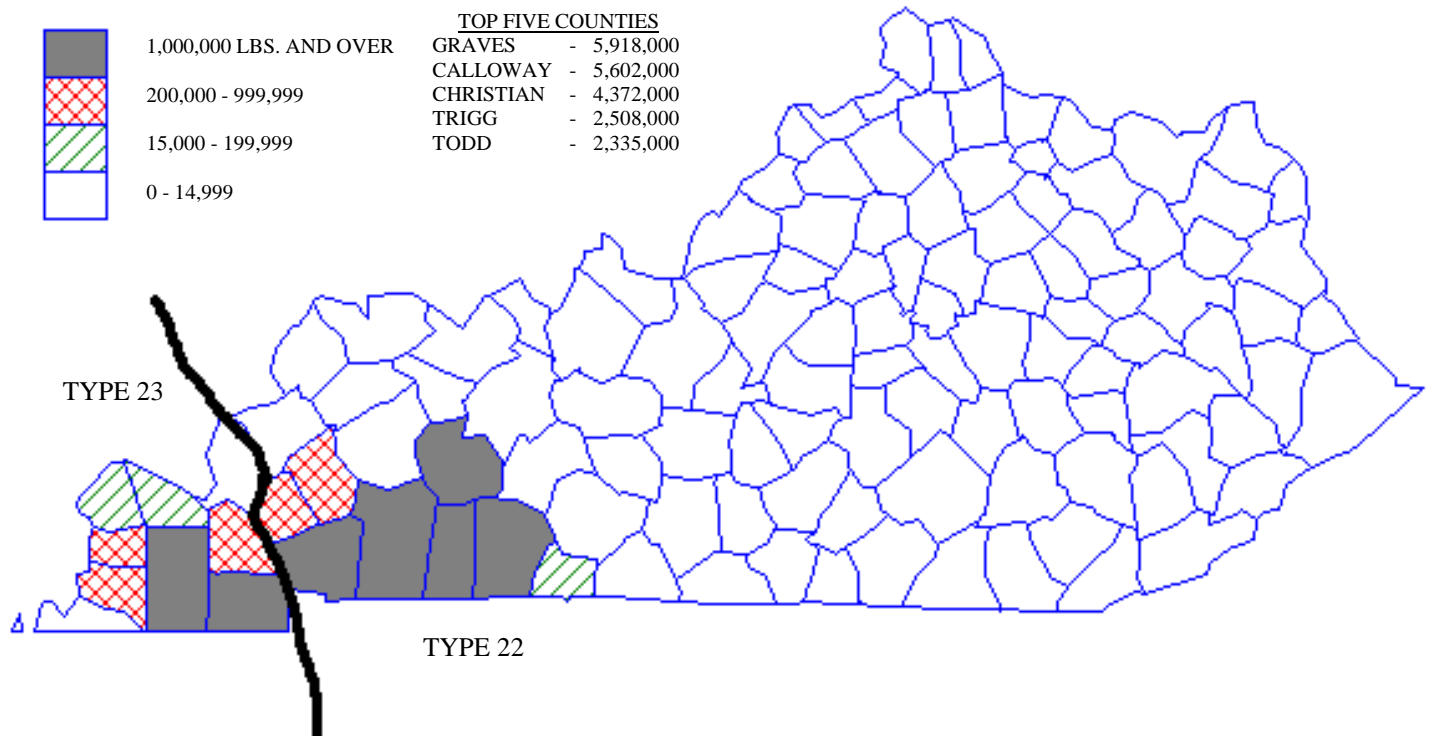 1,000,000 LBS. AND OVER
200,000 - 999,999
15,000 - 199,999
0 - 14,999
TOP FIVE COUNTIES
GRAVES - 5,918,000
CALLOWAY - 5,602,000
CHRISTIAN - 4,372,000
TRIGG - 2,508,000
TODD - 2,335,000
TYPE 23
TYPE 22